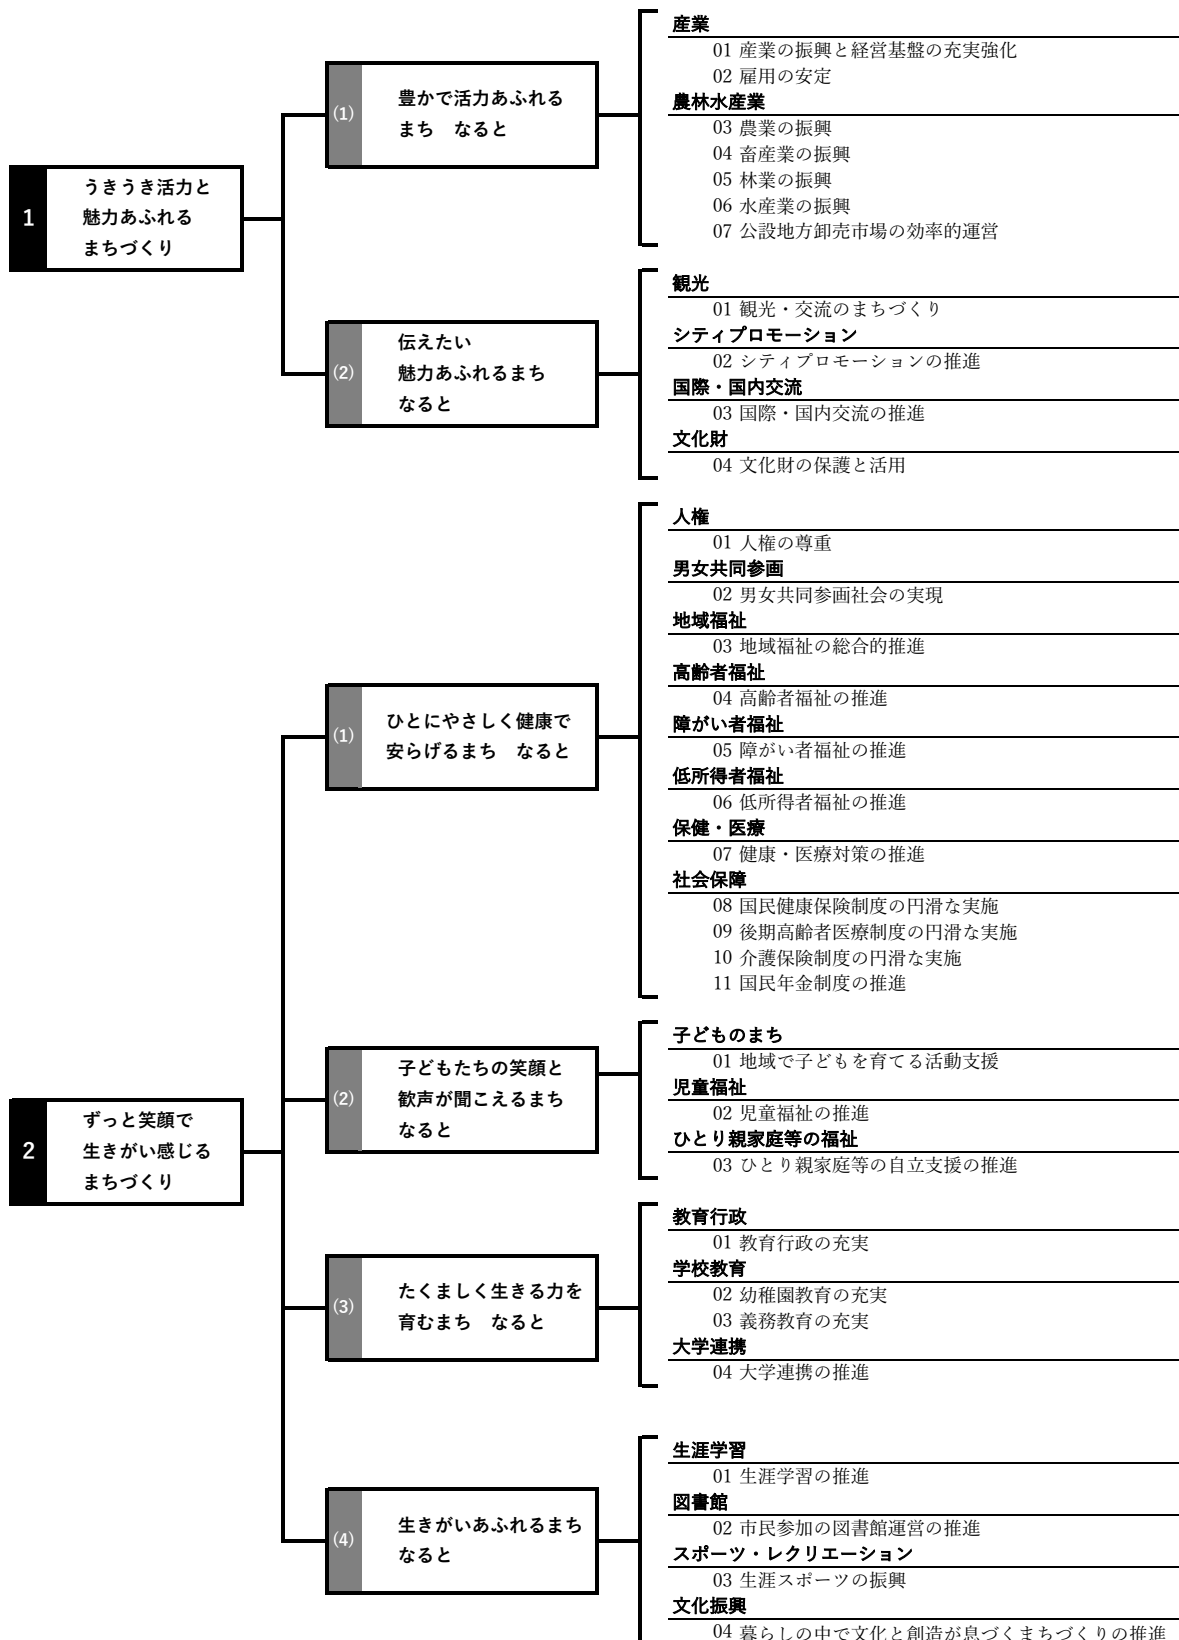 1
うきうき活力と
魅力あふれる
まちづくり
(1)
豊かで活力あふれる
まち　なると
産業
01 産業の振興と経営基盤の充実強化
02 雇用の安定
農林水産業
03 農業の振興
04 畜産業の振興
05 林業の振興
06 水産業の振興
07 公設地方卸売市場の効率的運営
(2)
伝えたい
魅力あふれるまち
なると
観光
01 観光・交流のまちづくり
シティプロモーション
02 シティプロモーションの推進
国際・国内交流
03 国際・国内交流の推進
文化財
04 文化財の保護と活用
2
ずっと笑顔で
生きがい感じる
まちづくり
(1)
ひとにやさしく健康で
安らげるまち　なると
人権
01 人権の尊重
男女共同参画
02 男女共同参画社会の実現
地域福祉
03 地域福祉の総合的推進
高齢者福祉
04 高齢者福祉の推進
障がい者福祉
05 障がい者福祉の推進
低所得者福祉
06 低所得者福祉の推進
保健・医療
07 健康・医療対策の推進
社会保障
08 国民健康保険制度の円滑な実施
09 後期高齢者医療制度の円滑な実施
10 介護保険制度の円滑な実施
11 国民年金制度の推進
(2)
子どもたちの笑顔と
歓声が聞こえるまち
なると
子どものまち
01 地域で子どもを育てる活動支援
児童福祉
02 児童福祉の推進
ひとり親家庭等の福祉
03 ひとり親家庭等の自立支援の推進
(3)
たくましく生きる力を
育むまち　なると
教育行政
01 教育行政の充実
学校教育
02 幼稚園教育の充実
03 義務教育の充実
大学連携
04 大学連携の推進
(4)
生きがいあふれるまち
なると
生涯学習
01 生涯学習の推進
図書館
02 市民参加の図書館運営の推進
スポーツ・レクリエーション
03 生涯スポーツの振興
文化振興
04 暮らしの中で文化と創造が息づくまちづくりの推進